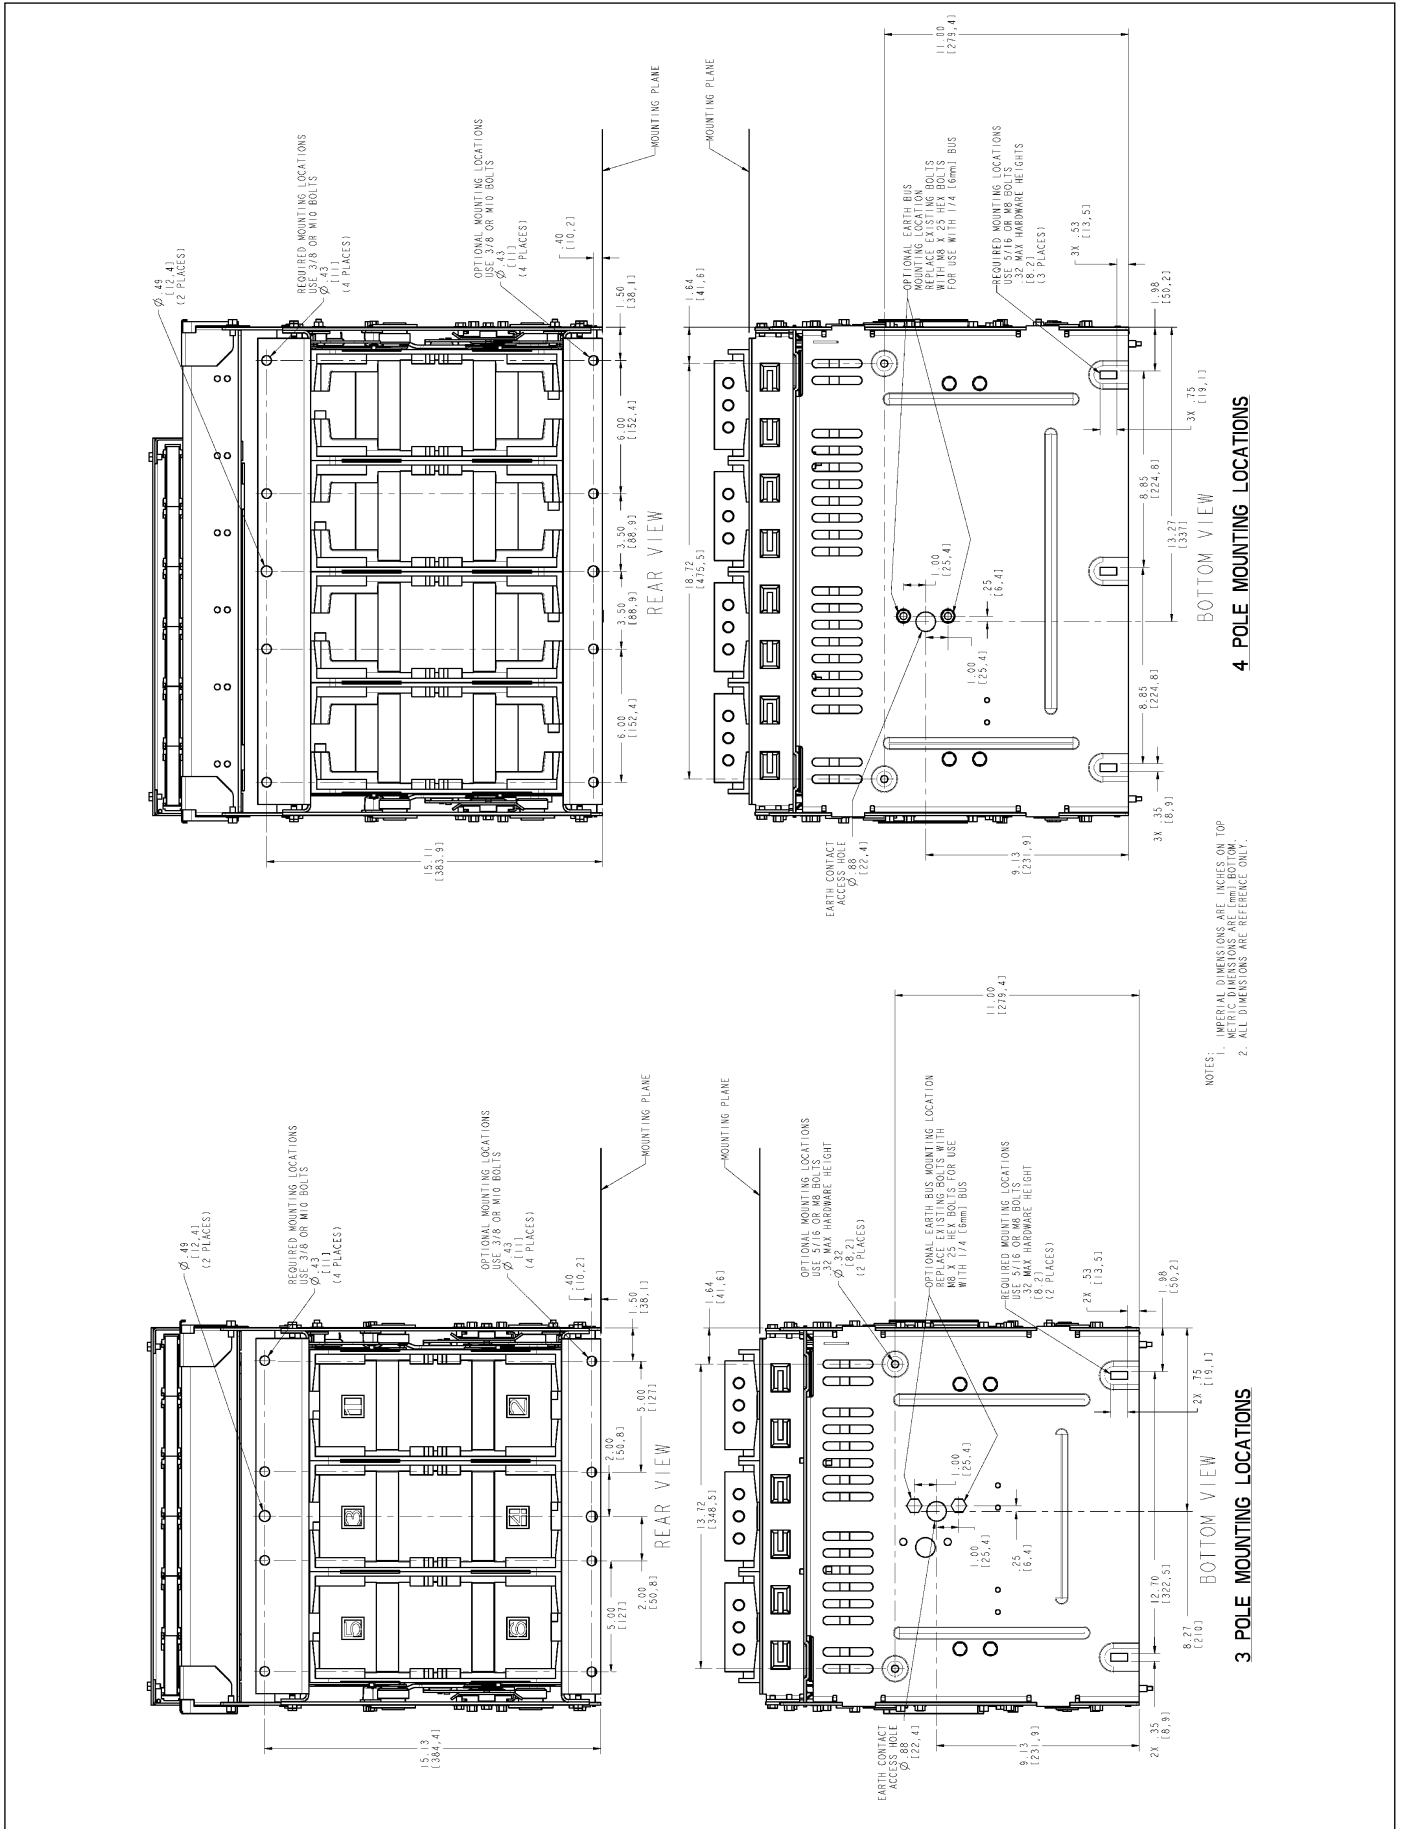 Ø .49
[12,4]
(2 PLACES)
REQUIRED MOUNTING LOCATIONS
USE 3/8 OR M10 BOLTS
Ø .43
[11]
(4 PLACES)
OPTIONAL MOUNTING LOCATIONS
USE 3/8 OR M10 BOLTS
Ø .43
[11]
(4 PLACES)
.40
[10,2]
MOUNTING PLANE
1.50
[38,1]
6.00
[152,4]
3.50
[88,9]
3.50
[88,9]
6.00
[152,4]
15.11
[383,9]
REAR VIEW
MOUNTING PLANE
1.64
[41,6]
18.72
[475,5]
11.00
[279,4]
OPTIONAL EARTH BUS
MOUNTING LOCATION
REPLACE EXISTING BOLTS
WITH M8 X 25 HEX BOLTS
FOR USE WITH 1/4 [6mm] BUS
REQUIRED MOUNTING LOCATIONS
USE 5/16 OR M8 BOLTS
.32 MAX HARDWARE HEIGHTS
[8.2]
(3 PLACES)
3X .53
[13,5]
1.98
[50,2]
3X .75
[19,1]
8.85
[224,8]
13.27
[337]
8.85
[224,8]
1.00
[25,4]
.25
[6,4]
1.00
[25,4]
3X .35
[8,9]
EARTH CONTACT
ACCESS HOLE
Ø .88
[22,4]
9.13
[231,9]
BOTTOM VIEW
4 POLE MOUNTING LOCATIONS
NOTES:
1. IMPERIAL DIMENSIONS ARE INCHES ON TOP
METRIC DIMENSIONS ARE [mm] BOTTOM.
2. ALL DIMENSIONS ARE REFERENCE ONLY.
Ø .49
[12,4]
(2 PLACES)
REQUIRED MOUNTING LOCATIONS
USE 3/8 OR M10 BOLTS
Ø .43
[11]
(4 PLACES)
OPTIONAL MOUNTING LOCATIONS
USE 3/8 OR M10 BOLTS
Ø .43
[11]
(4 PLACES)
.40
[10,2]
MOUNTING PLANE
1.50
[38,1]
5.00
[127]
2.00
[50,8]
2.00
[50,8]
5.00
[127]
15.13
[384,4]
5
3
1
6
4
2
REAR VIEW
MOUNTING PLANE
1.64
[41,6]
13.72
[348,5]
11.00
[279,4]
OPTIONAL MOUNTING LOCATIONS
USE 5/16 OR M8 BOLTS
.32 MAX HARDWARE HEIGHT
Ø .32
[8,2]
(2 PLACES)
OPTIONAL EARTH BUS MOUNTING LOCATION
REPLACE EXISTING BOLTS WITH
M8 X 25 HEX BOLTS FOR USE
WITH 1/4 [6mm] BUS
REQUIRED MOUNTING LOCATIONS
USE 5/16 OR M8 BOLTS
.32 MAX HARDWARE HEIGHT
[8.2]
(2 PLACES)
2X .53
[13,5]
1.98
[50,2]
2X .75
[19,1]
1.00
[25,4]
1.00
[25,4]
.25
[6,4]
12.70
[322,5]
8.27
[210]
2X .35
[8,9]
EARTH CONTACT
ACCESS HOLE
Ø .88
[22,4]
9.13
[231,9]
BOTTOM VIEW
3 POLE MOUNTING LOCATIONS